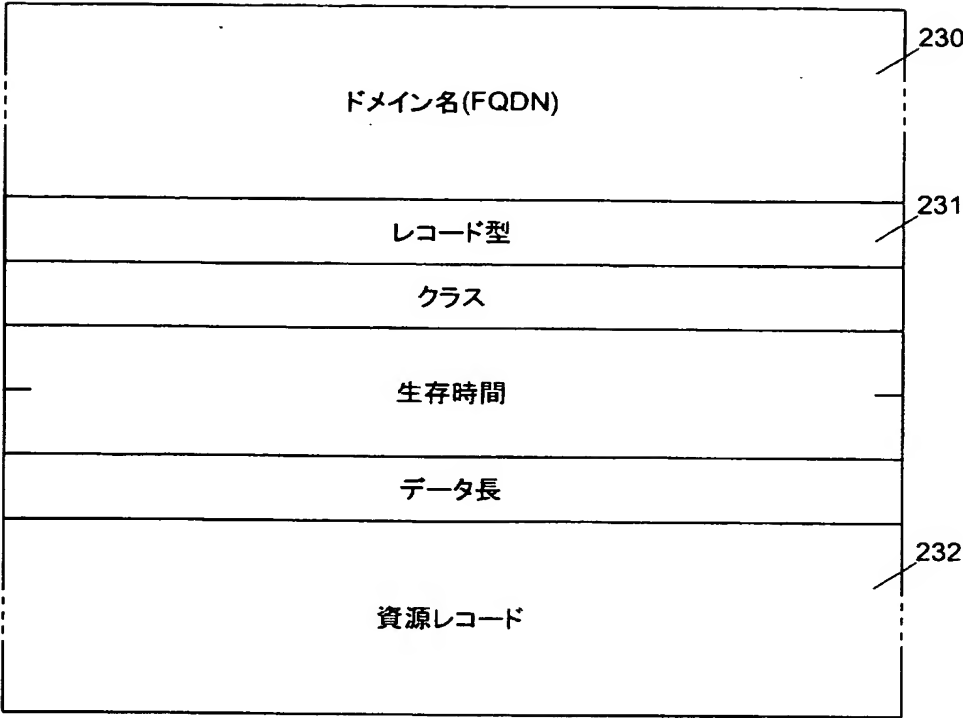 230
ドメイン名(FQDN)
231
レコード型
クラス
生存時間
データ長
232
資源レコード